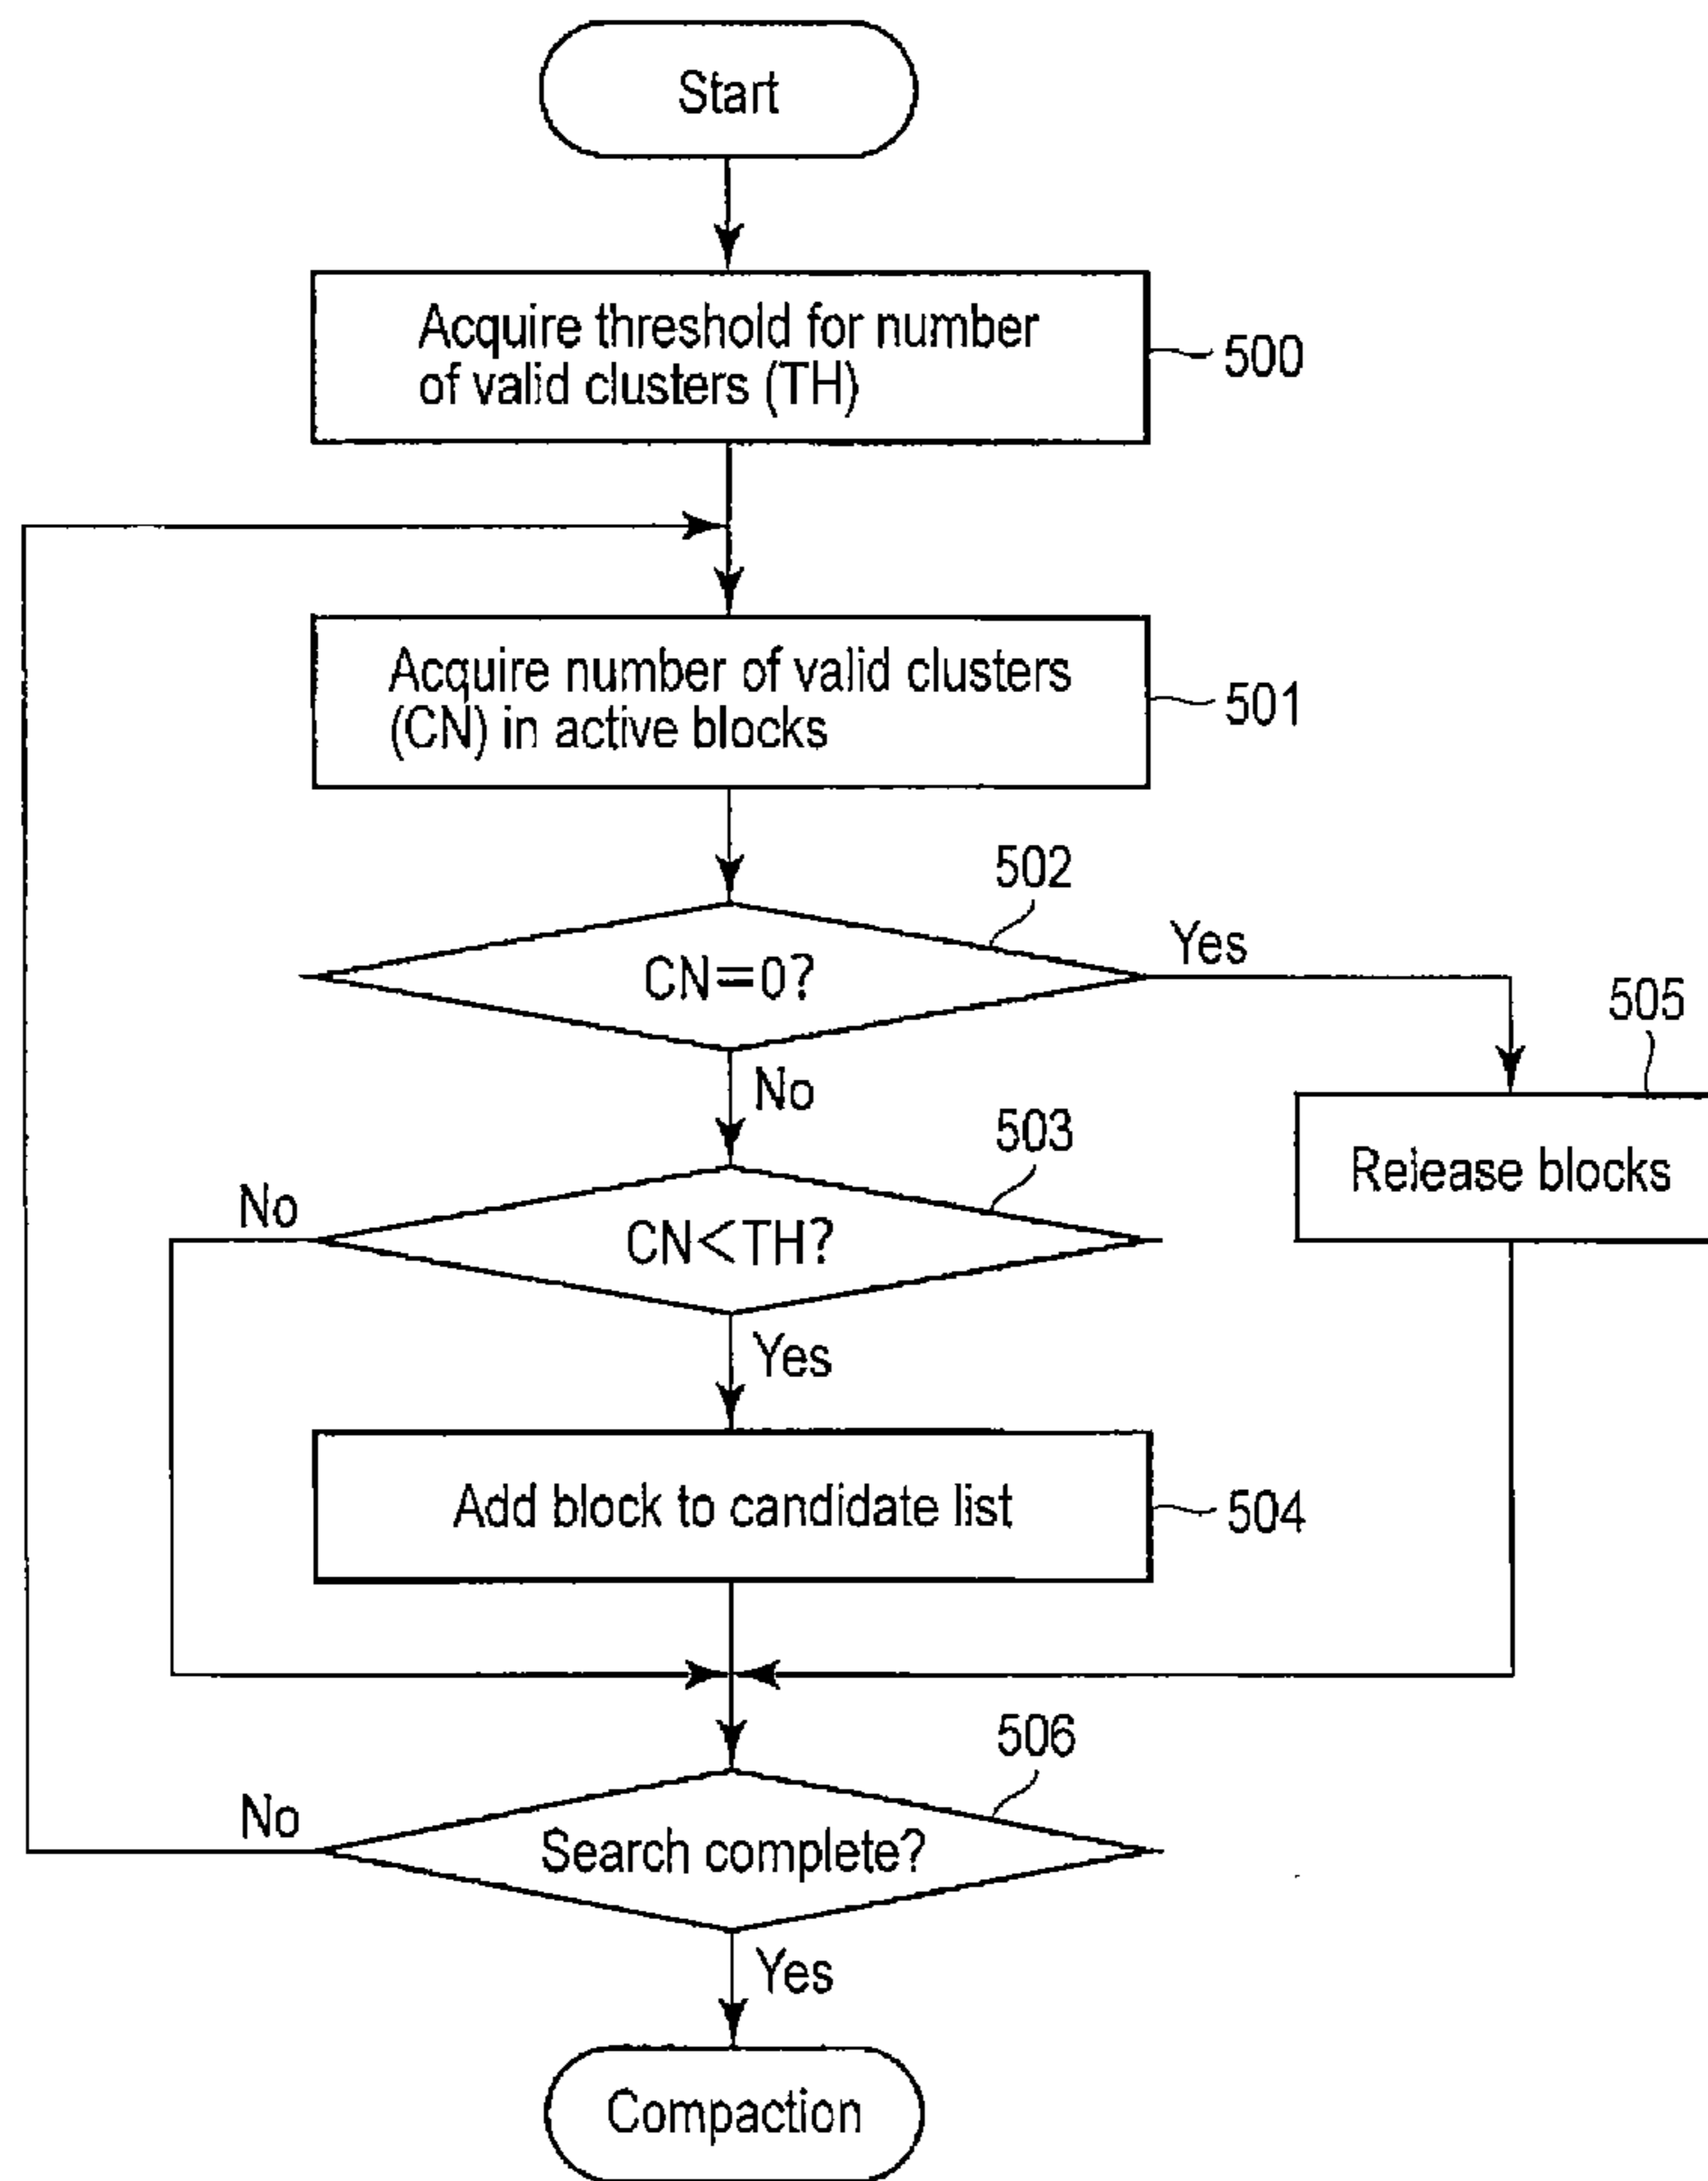 Start
Acquire threshold for number
of valid clusters (TH)
500
Acquire number of valid clusters
(CN) in active blocks
501
502
CN=0?
Yes
No
505
Release blocks
503
CN<TH?
No
Yes
Add block to candidate list
504
506
Search complete?
No
Yes
Compaction